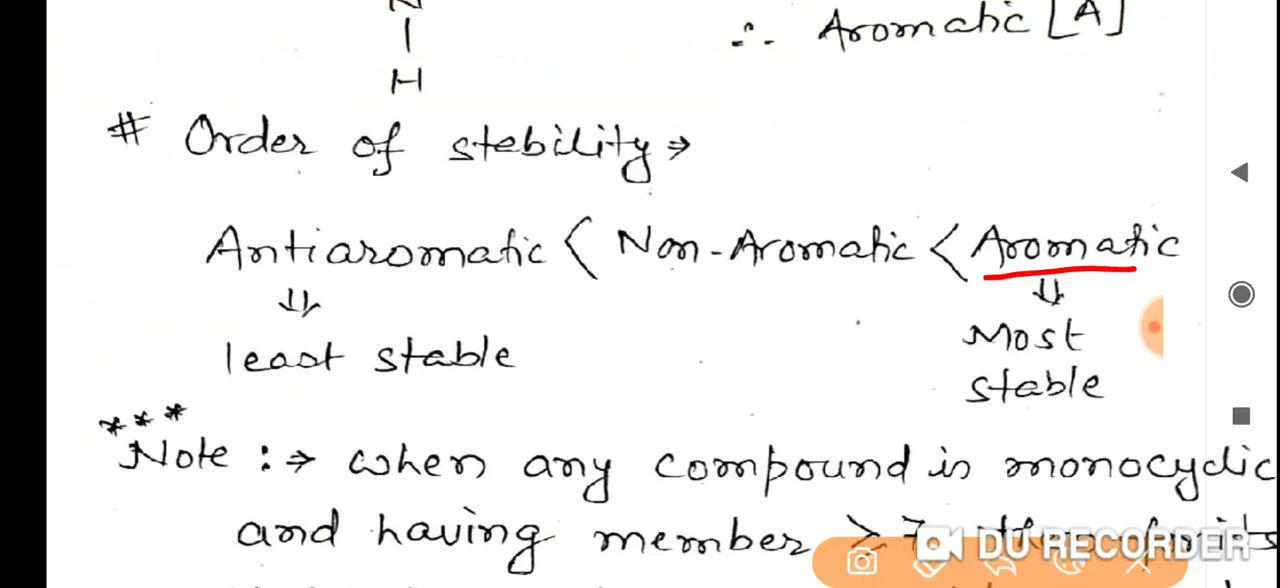 N
H
∴ Aromatic [A]
# Order of stebility ⇒
Antiaromatic < Non-Aromatic < Aromatic
⇓ ⇓
least stable
Most
stable
***
Note :→ when any compound is monocyclic
and having member ≥ 7
DU RECORDER